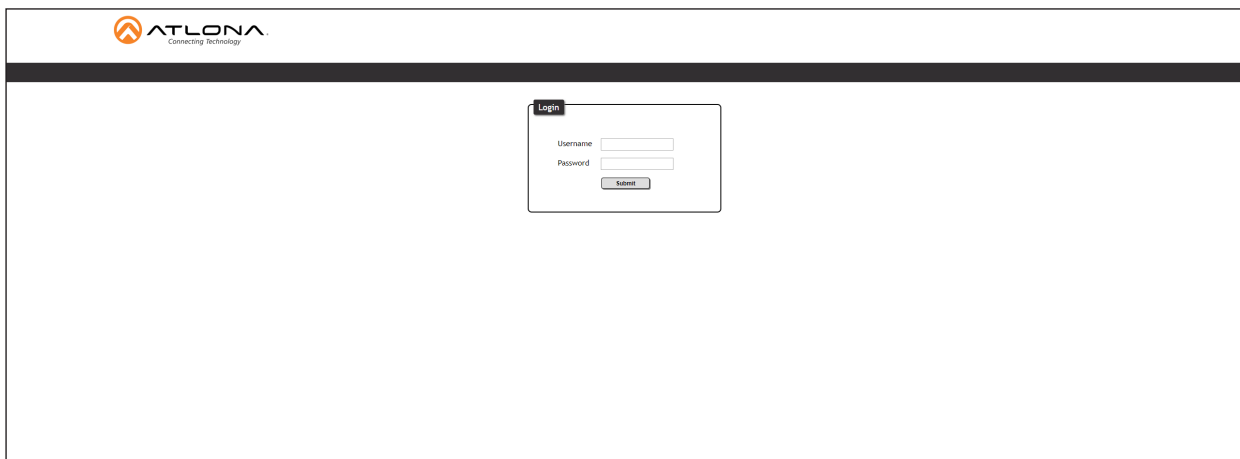 ATLONA.
Connecting Technology
Login
Username
Password
Submit